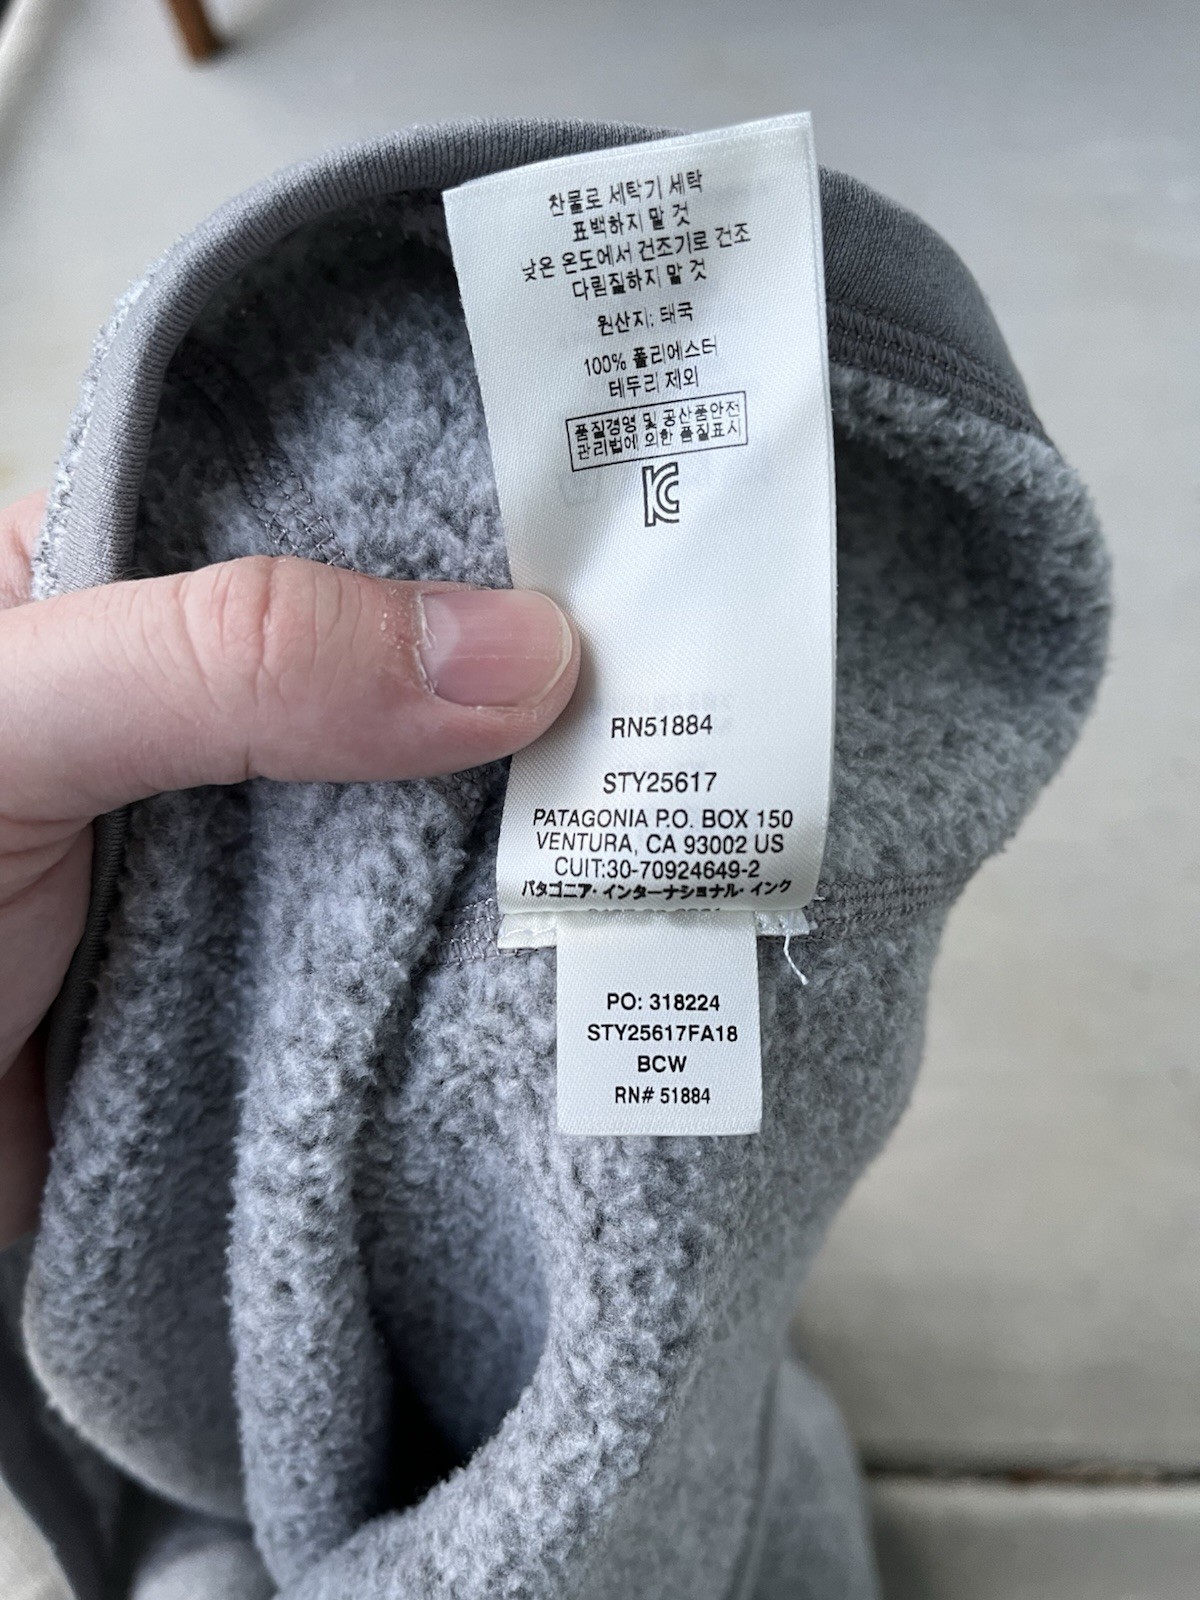 찬물로 세탁기 세탁
표백하지 말 것
낮은 온도에서 건조기로 건조
다림질하지 말 것
원산지: 태국
100% 폴리에스터
테두리 제외
품질경영 및 공산품안전
관리법에 의한 품질표시
RN51884
STY25617
PATAGONIA P.O. BOX 150
VENTURA, CA 93002 US
CUIT:30-70924649-2
パタゴニア・インターナショナル・インク
PO: 318224
STY25617FA18
BCW
RN# 51884